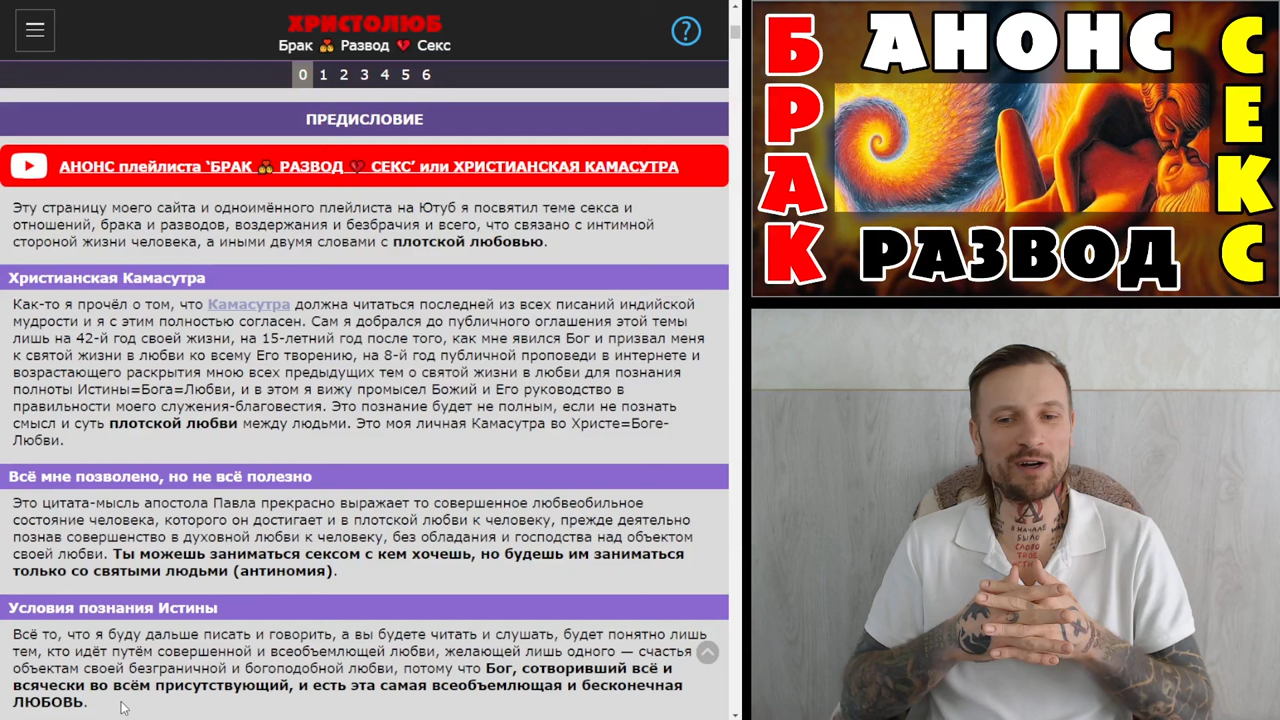 ХРИСТОЛЮБ
Брак 💑 Развод 💔 Секс
?
0 1 2 3 4 5 6
ПРЕДИСЛОВИЕ
АНОНС плейлиста ‘БРАК 💑 РАЗВОД 💔 СЕКС’ или ХРИСТИАНСКАЯ КАМАСУТРА
Эту страницу моего сайта и одноимённого плейлиста на Ютуб я посвятил теме секса и
отношений, брака и разводов, воздержания и безбрачия и всего, что связано с интимной
стороной жизни человека, а иными двумя словами с плотской любовью.
Христианская Камасутра
Как-то я прочёл о том, что Камасутра должна читаться последней из всех писаний индийской
мудрости и я с этим полностью согласен. Сам я добрался до публичного оглашения этой темы
лишь на 42-й год своей жизни, на 15-летний год после того, как мне явился Бог и призвал меня
к святой жизни в любви ко всему Его творению, на 8-й год публичной проповеди в интернете и
возрастающего раскрытия мною всех предыдущих тем о святой жизни в любви для познания
полноты Истины=Бога=Любви, и в этом я вижу промысел Божий и Его руководство в
правильности моего служения-благовестия. Это познание будет не полным, если не познать
смысл и суть плотской любви между людьми. Это моя личная Камасутра во Христе=Боге-
Любви.
Всё мне позволено, но не всё полезно
Это цитата-мысль апостола Павла прекрасно выражает то совершенное любвеобильное
состояние человека, которого он достигает и в плотской любви к человеку, прежде деятельно
познав совершенство в духовной любви к человеку, без обладания и господства над объектом
своей любви. Ты можешь заниматься сексом с кем хочешь, но будешь им заниматься
только со святыми людьми (антиномия).
Условия познания Истины
Всё то, что я буду дальше писать и говорить, а вы будете читать и слушать, будет понятно лишь
тем, кто идёт путём совершенной и всеобъемлющей любви, желающей лишь одного — счастья
объектам своей безграничной и богоподобной любви, потому что Бог, сотворивший всё и
всячески во всём присутствующий, и есть эта самая всеобъемлющая и бесконечная
ЛЮБОВЬ.
БРАК
АНОНС
СЕКС
РАЗВОД
В НАЧАЛЕ
БЫЛО
СЛОВО